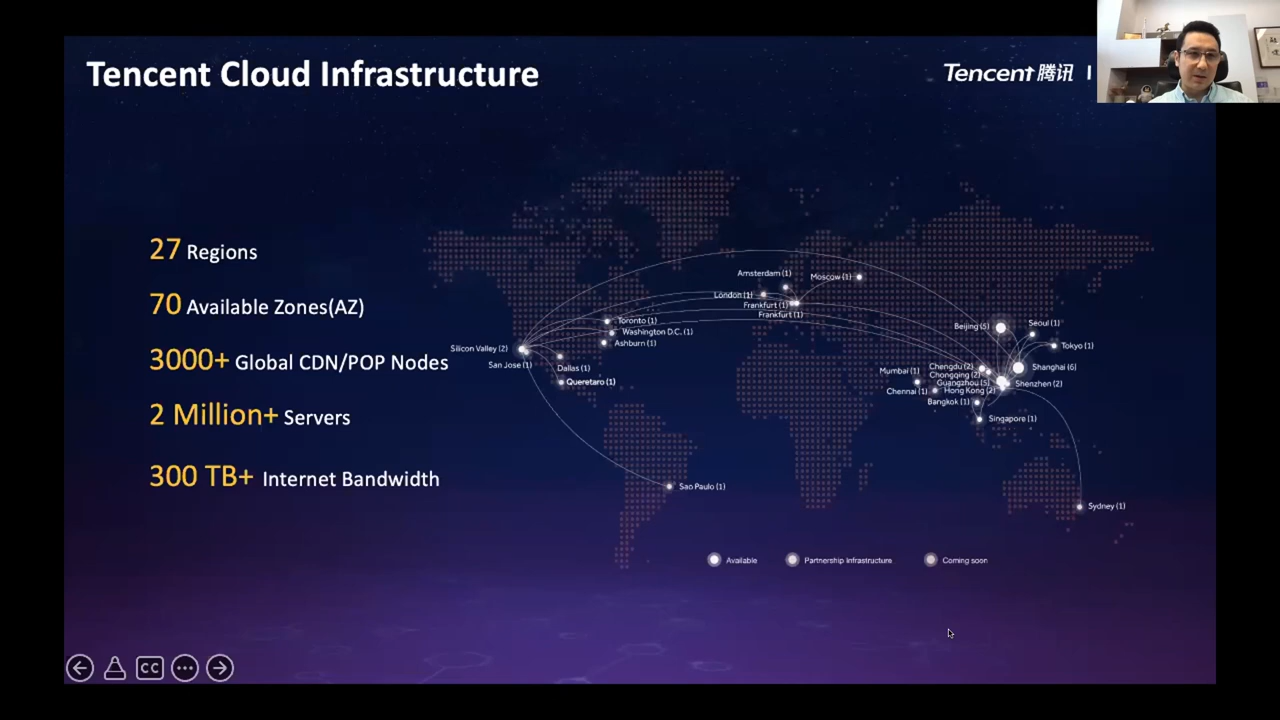 Tencent Cloud Infrastructure
Tencent 腾讯
27 Regions
70 Available Zones(AZ)
3000+ Global CDN/POP Nodes
2 Million+ Servers
300 TB+ Internet Bandwidth
Amsterdam (1)
Moscow (1)
London (1)
Frankfurt (1)
Frankfurt (1)
Toronto (1)
Washington D.C. (1)
Ashburn (1)
Silicon Valley (2)
San Jose (1)
Dallas (1)
Queretaro (1)
Beijing (5)
Seoul (1)
Tokyo (1)
Shanghai (6)
Chengdu (2)
Chongqing (2)
Mumbai (1)
Guangzhou (5)
Shenzhen (2)
Chennai (1)
Hong Kong (2)
Bangkok (1)
Singapore (1)
Sao Paulo (1)
Sydney (1)
Available
Partnership Infrastructure
Coming soon
CC